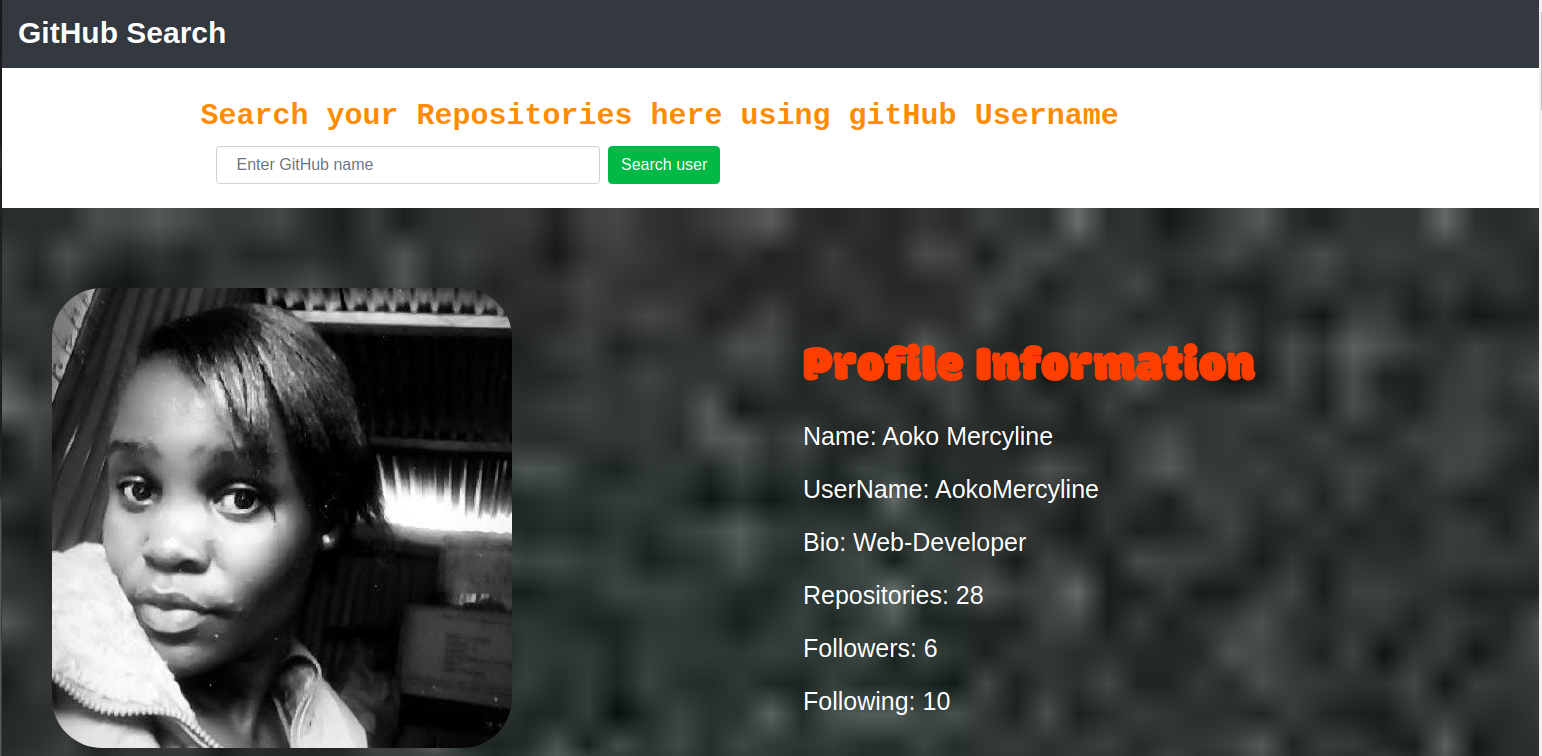 GitHub Search
Search your Repositories here using gitHub Username
Enter GitHub name
Search user
Profile Information
Name: Aoko Mercyline
UserName: AokoMercyline
Bio: Web-Developer
Repositories: 28
Followers: 6
Following: 10